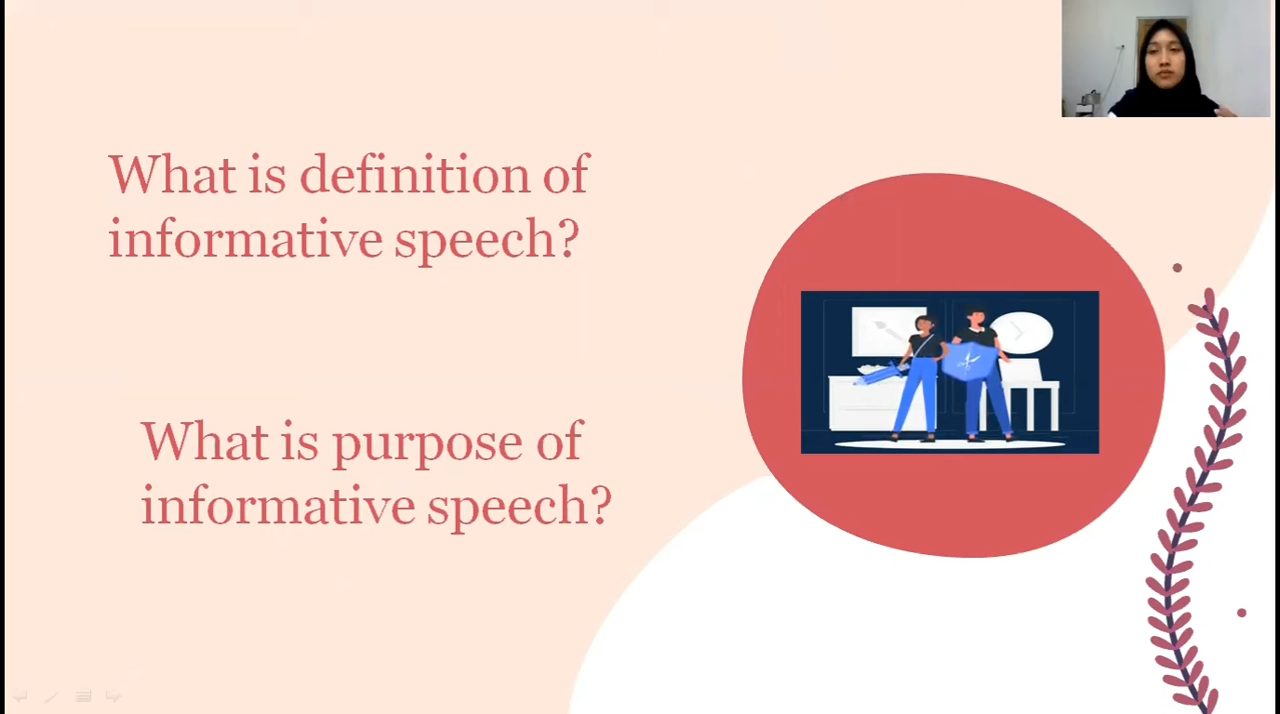 What is definition of
informative speech?
What is purpose of
informative speech?